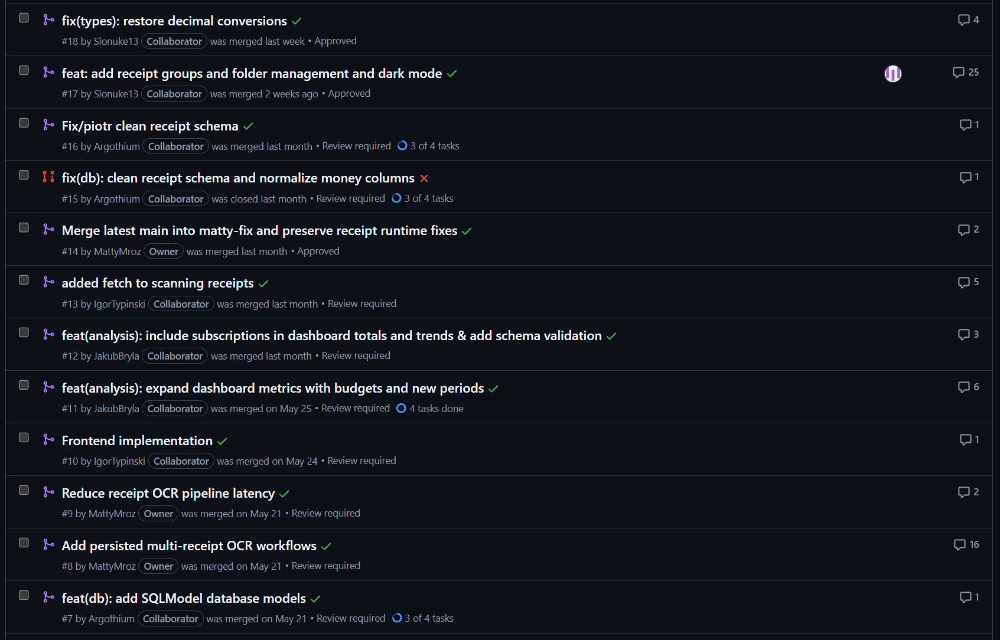 fix(types): restore decimal conversions
4
#18 by Slonuke13 Collaborator was merged last week • Approved
feat: add receipt groups and folder management and dark mode
25
#17 by Slonuke13 Collaborator was merged 2 weeks ago • Approved
Fix/piotr clean receipt schema
1
#16 by Argothium Collaborator was merged last month • Review required 3 of 4 tasks
fix(db): clean receipt schema and normalize money columns
1
#15 by Argothium Collaborator was closed last month • Review required 3 of 4 tasks
Merge latest main into matty-fix and preserve receipt runtime fixes
2
#14 by MattyMroz Owner was merged last month • Approved
added fetch to scanning receipts
5
#13 by IgorTypinski Collaborator was merged last month • Review required
feat(analysis): include subscriptions in dashboard totals and trends & add schema validation
3
#12 by JakubBryla Collaborator was merged last month • Review required
feat(analysis): expand dashboard metrics with budgets and new periods
6
#11 by JakubBryla Collaborator was merged on May 25 • Review required 4 tasks done
Frontend implementation
1
#10 by IgorTypinski Collaborator was merged on May 24 • Review required
Reduce receipt OCR pipeline latency
2
#9 by MattyMroz Owner was merged on May 21 • Review required
Add persisted multi-receipt OCR workflows
16
#8 by MattyMroz Owner was merged on May 21 • Review required
feat(db): add SQLModel database models
1
#7 by Argothium Collaborator was merged on May 21 • Review required 3 of 4 tasks